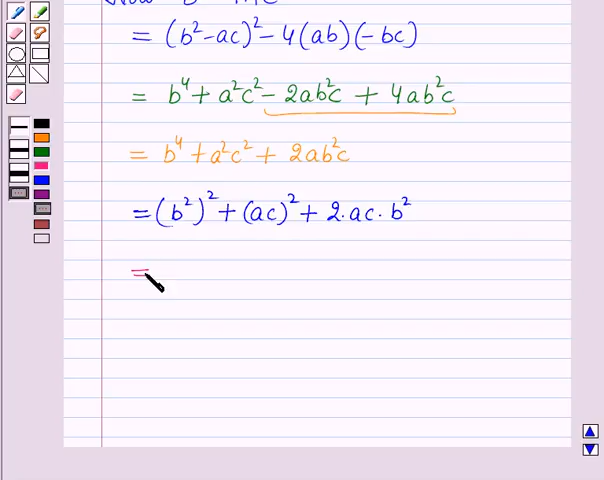 = (b²-ac)² - 4(ab)(-bc)
= b⁴ + a²c² - 2ab²c + 4ab²c
= b⁴ + a²c² + 2ab²c
= (b²)² + (ac)² + 2·ac·b²
=